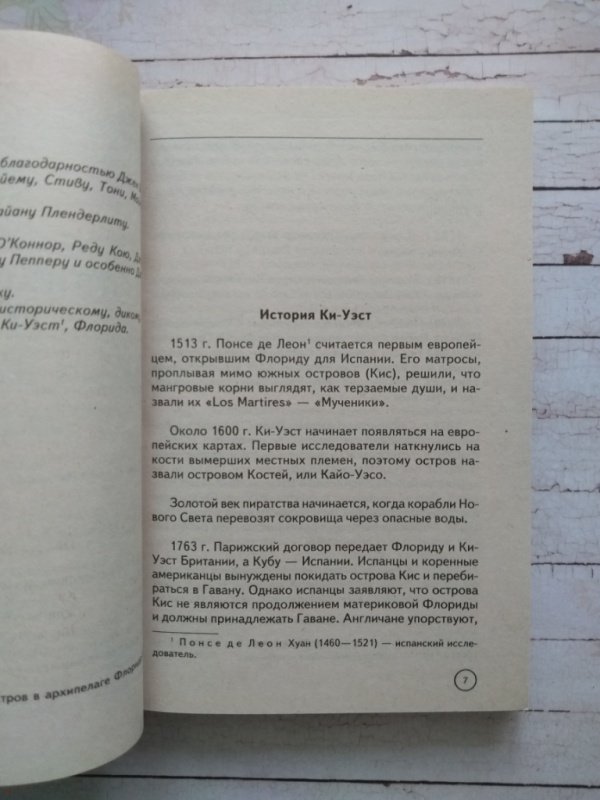 благодарностью Джен
йему, Стиву, Тони,
айану Плендерлиту.
О'Коннор, Реду Кою,
у Пепперу и особенно
ку.
историческому, дикому
Ки-Уэст¹, Флорида.
тров в архипелаге
История Ки-Уэст
1513 г. Понсе де Леон¹ считается первым европей-
цем, открывшим Флориду для Испании. Его матросы,
проплывая мимо южных островов (Кис), решили, что
мангровые корни выглядят, как терзаемые души, и на-
звали их «Los Martires» — «Мученики».
Около 1600 г. Ки-Уэст начинает появляться на евро-
пейских картах. Первые исследователи наткнулись на
кости вымерших местных племен, поэтому остров на-
звали островом Костей, или Кайо-Уэсо.
Золотой век пиратства начинается, когда корабли Но-
вого Света перевозят сокровища через опасные воды.
1763 г. Парижский договор передает Флориду и Ки-
Уэст Британии, а Кубу — Испании. Испанцы и коренные
американцы вынуждены покидать острова Кис и переби-
раться в Гавану. Однако испанцы заявляют, что острова
Кис не являются продолжением материковой Флориды
и должны принадлежать Гаване. Англичане упорствуют,
¹ Понсе де Леон Хуан (1460—1521) — испанский иссле-
дователь.
7